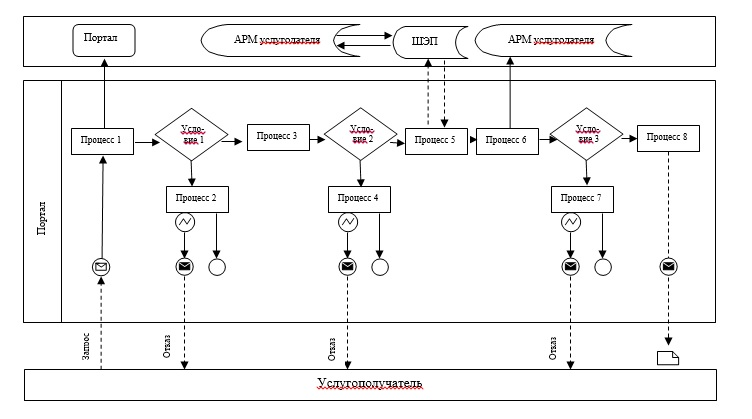 Портал
АРМ услугодателя
ШЭП
АРМ услугодателя
Портал
Процесс 1
Усло-
вие 1
Процесс 3
Усло-
вие 2
Процесс 5
Процесс 6
Усло-
вие 3
Процесс 8
Процесс 2
Процесс 4
Процесс 7
Запрос
Отказ
Отказ
Отказ
Услугополучатель